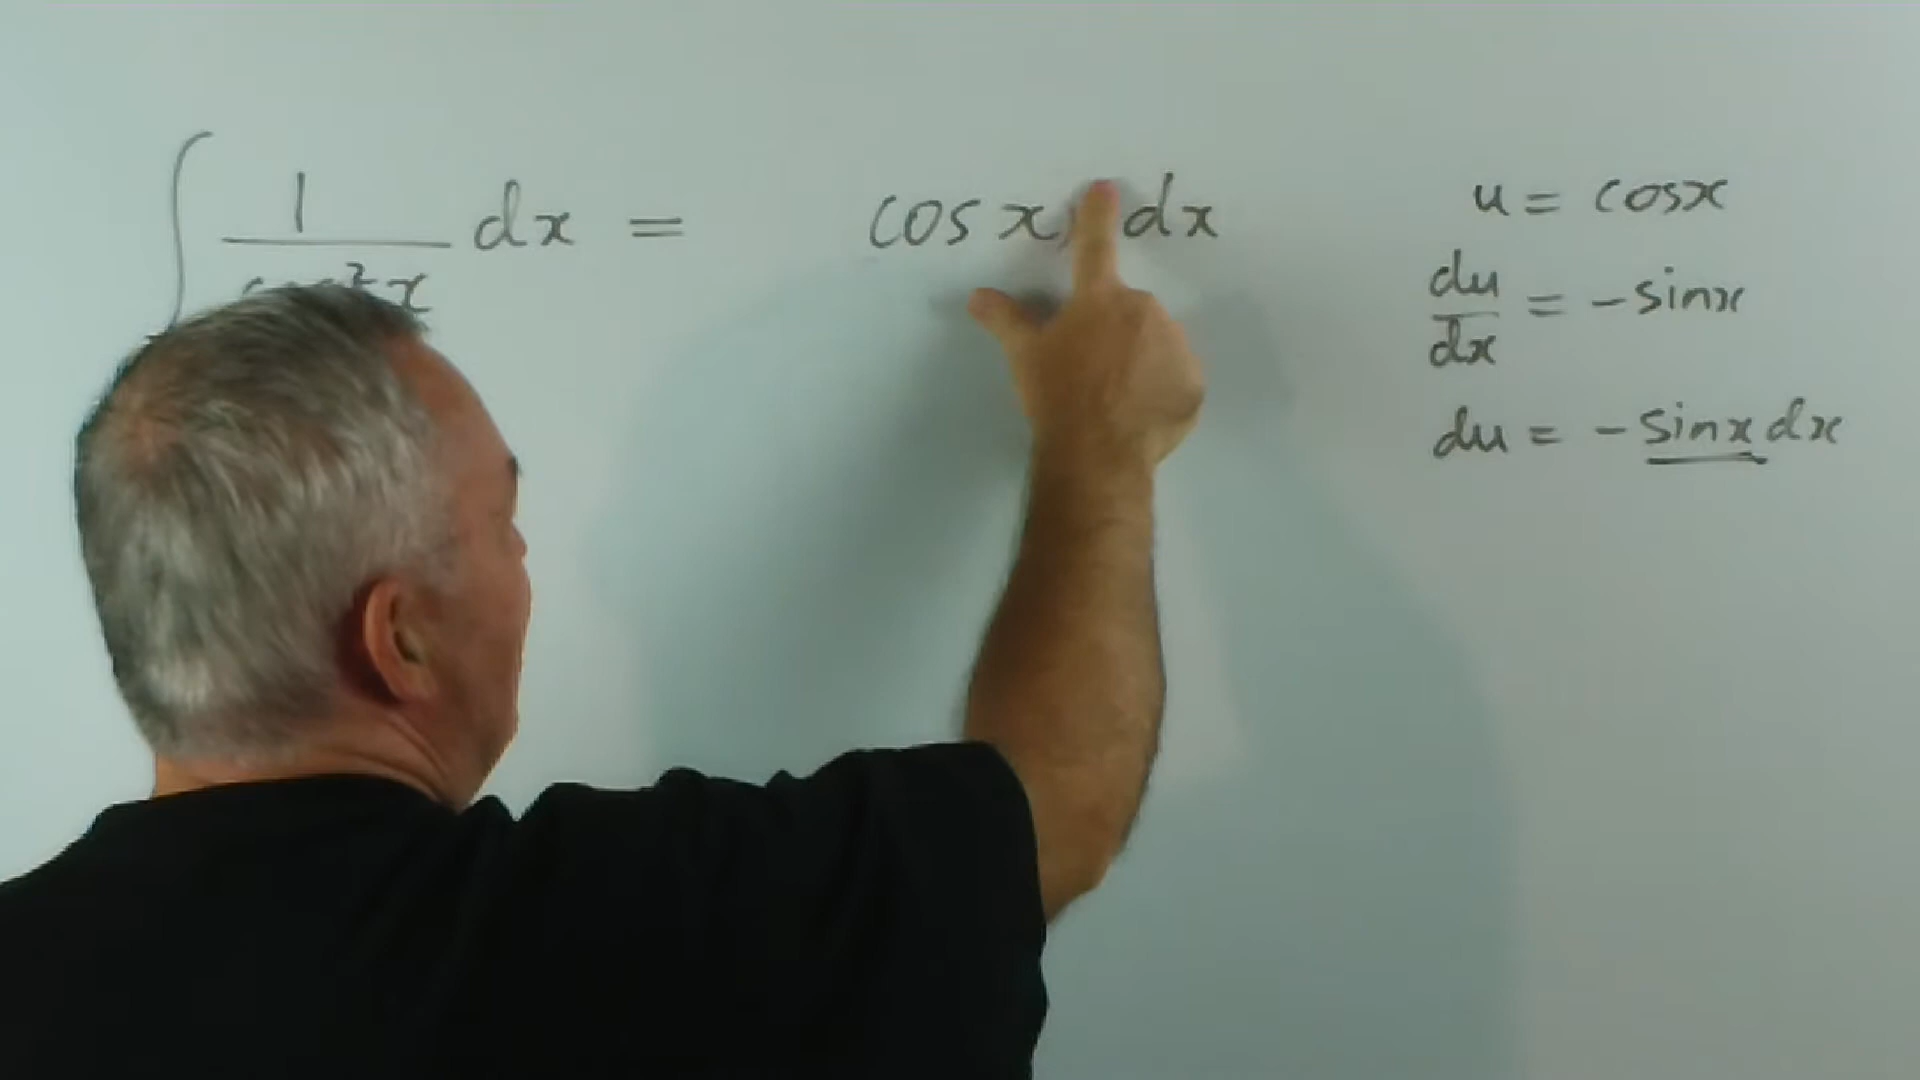 ∫ 1/cos²x dx = cos x dx
u = cosx
du/dx = -sinx
du = -sinx dx